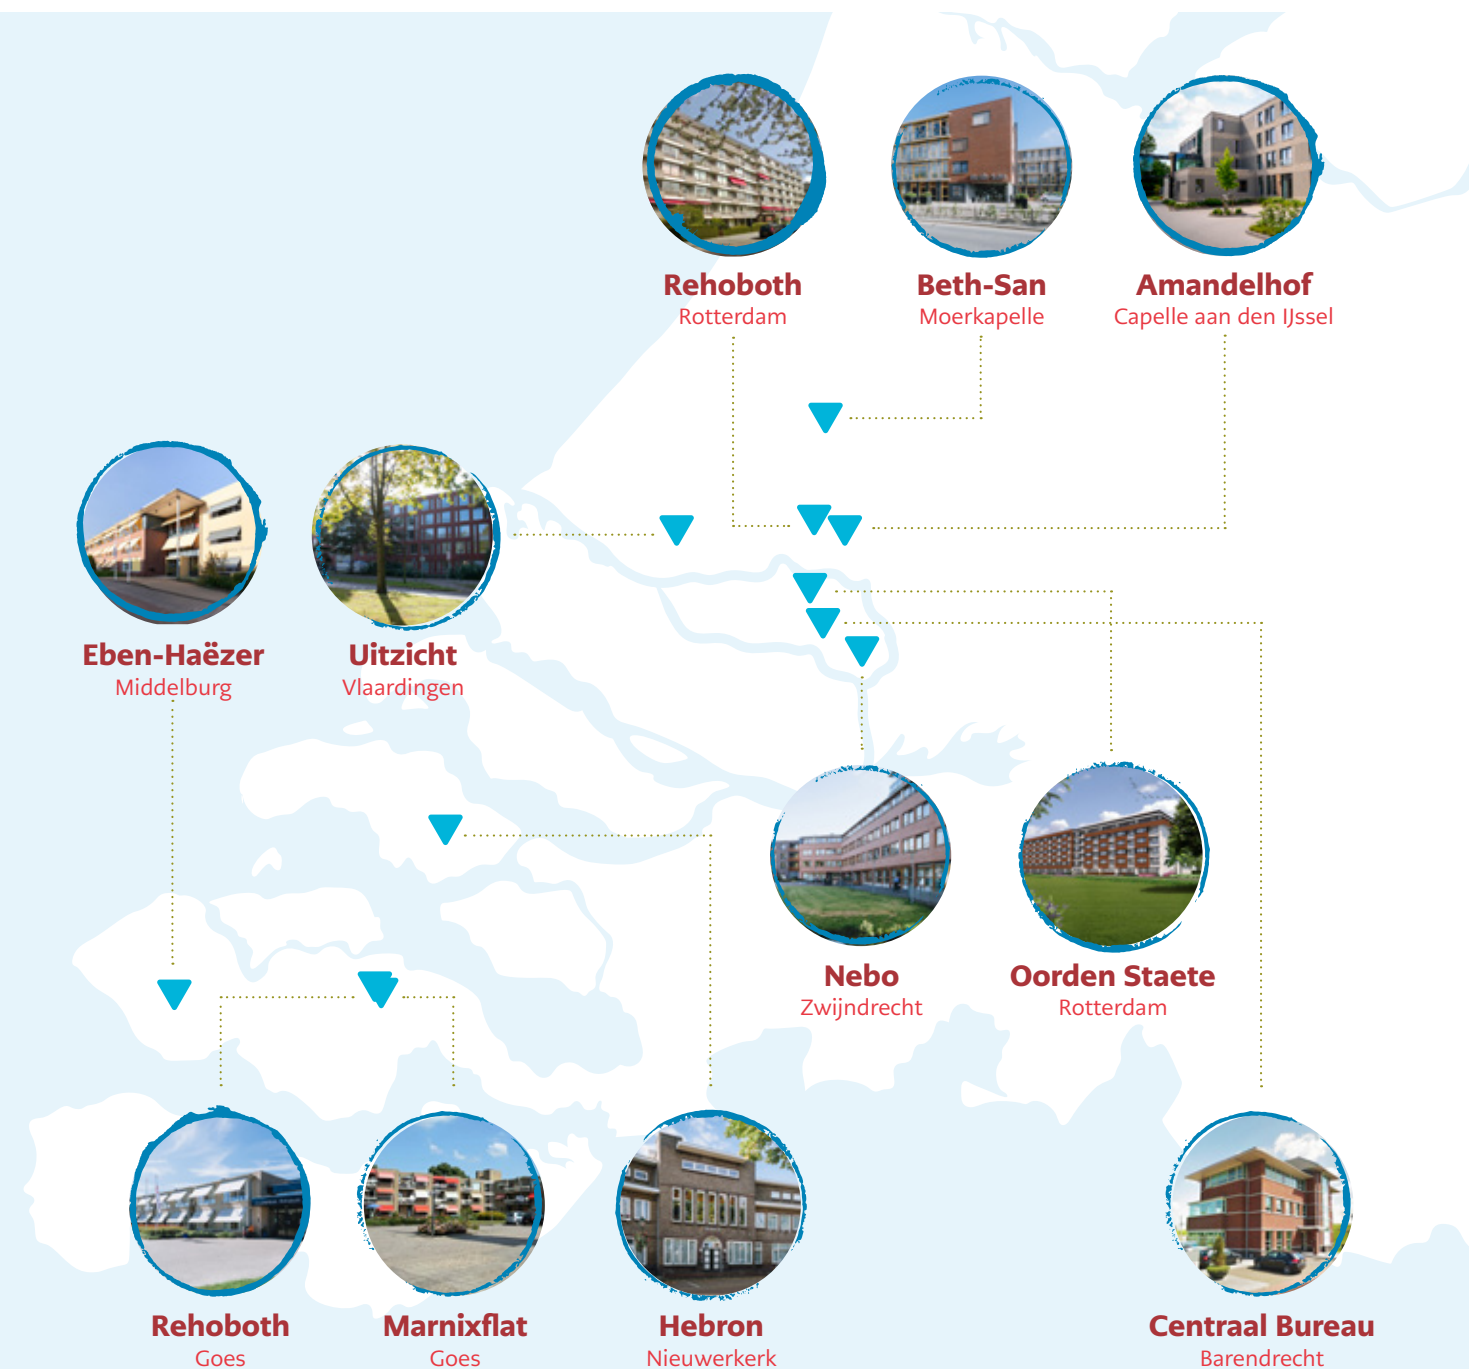 Rehoboth
Rotterdam
Beth-San
Moerkapelle
Amandelhof
Capelle aan den IJssel
Eben-Haëzer
Middelburg
Uitzicht
Vlaardingen
Nebo
Zwijndrecht
Oorden Staete
Rotterdam
Rehoboth
Goes
Marnixflat
Goes
Hebron
Nieuwerkerk
Centraal Bureau
Barendrecht